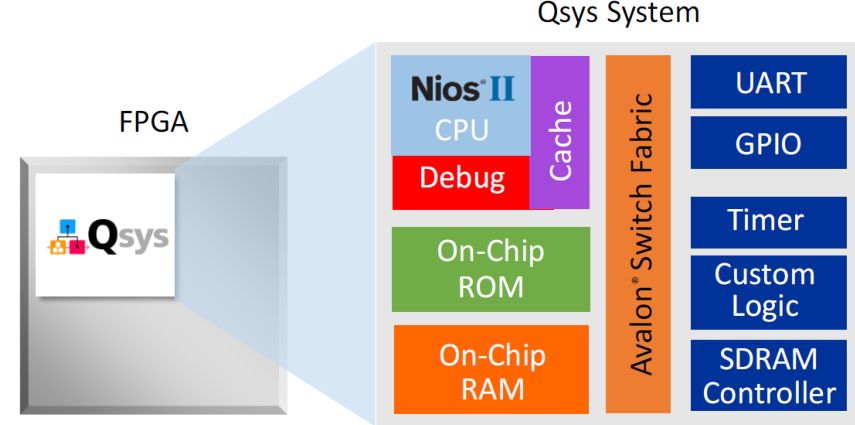 Qsys System
FPGA
Qsys
Nios® II
CPU
Debug
Cache
On-Chip
ROM
On-Chip
RAM
Avalon® Switch Fabric
UART
GPIO
Timer
Custom
Logic
SDRAM
Controller